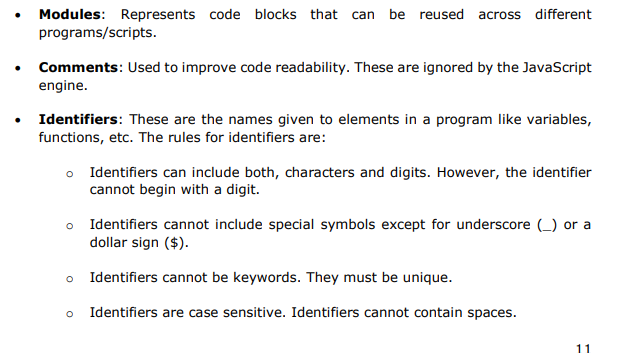 • Modules: Represents code blocks that can be reused across different
programs/scripts.
• Comments: Used to improve code readability. These are ignored by the JavaScript
engine.
• Identifiers: These are the names given to elements in a program like variables,
functions, etc. The rules for identifiers are:
o Identifiers can include both, characters and digits. However, the identifier
cannot begin with a digit.
o Identifiers cannot include special symbols except for underscore (_) or a
dollar sign ($).
o Identifiers cannot be keywords. They must be unique.
o Identifiers are case sensitive. Identifiers cannot contain spaces.
11